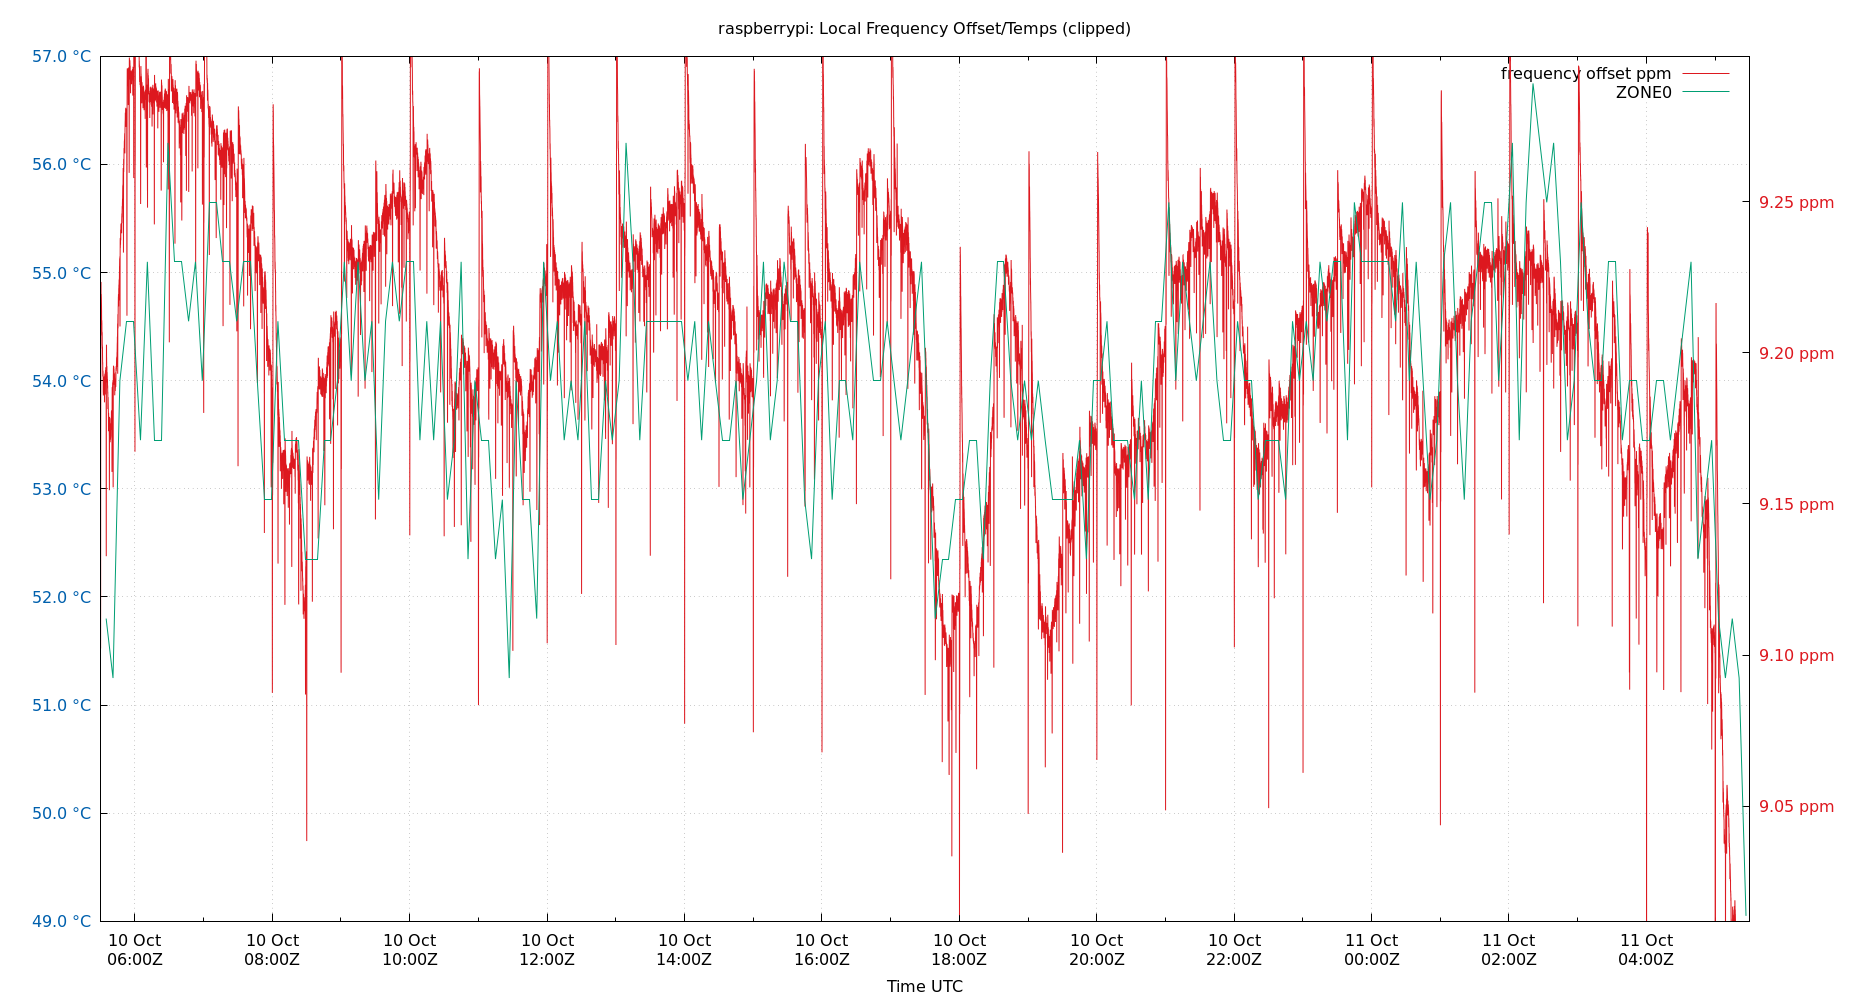 raspberrypi: Local Frequency Offset/Temps (clipped)
57.0 °C
56.0 °C
55.0 °C
54.0 °C
53.0 °C
52.0 °C
51.0 °C
50.0 °C
49.0 °C
frequency offset ppm
ZONE0
9.25 ppm
9.20 ppm
9.15 ppm
9.10 ppm
9.05 ppm
10 Oct
06:00Z
10 Oct
08:00Z
10 Oct
10:00Z
10 Oct
12:00Z
10 Oct
14:00Z
10 Oct
16:00Z
10 Oct
18:00Z
10 Oct
20:00Z
10 Oct
22:00Z
11 Oct
00:00Z
11 Oct
02:00Z
11 Oct
04:00Z
Time UTC